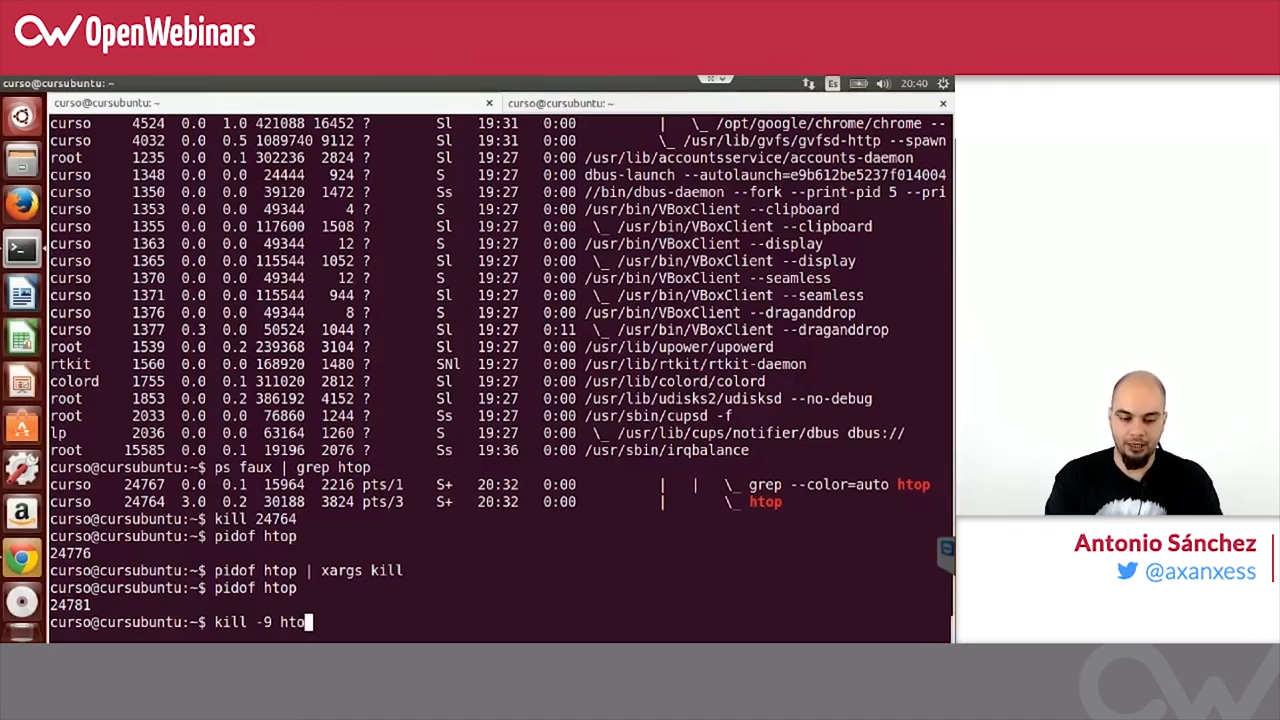 OpenWebinars
curso@cursubuntu: ~
Es
20:40
curso@cursubuntu: ~ × curso@cursubuntu: ~ ×
curso 4524 0.0 1.0 421088 16452 ? Sl 19:31 0:00 | \_ /opt/google/chrome/chrome --
curso 4032 0.0 0.5 1089740 9112 ? Sl 19:31 0:00 \_ /usr/lib/gvfs/gvfsd-http --spawn
root 1235 0.0 0.1 302236 2824 ? Sl 19:27 0:00 /usr/lib/accountsservice/accounts-daemon
curso 1348 0.0 0.0 24444 924 ? S 19:27 0:00 dbus-launch --autolaunch=e9b612be5237f014004
curso 1350 0.0 0.0 39120 1472 ? Ss 19:27 0:00 //bin/dbus-daemon --fork --print-pid 5 --pri
curso 1353 0.0 0.0 49344 4 ? S 19:27 0:00 /usr/bin/VBoxClient --clipboard
curso 1355 0.0 0.0 117600 1508 ? Sl 19:27 0:00 \_ /usr/bin/VBoxClient --clipboard
curso 1363 0.0 0.0 49344 12 ? S 19:27 0:00 /usr/bin/VBoxClient --display
curso 1365 0.0 0.0 115544 1052 ? Sl 19:27 0:00 \_ /usr/bin/VBoxClient --display
curso 1370 0.0 0.0 49344 12 ? S 19:27 0:00 /usr/bin/VBoxClient --seamless
curso 1371 0.0 0.0 115544 944 ? Sl 19:27 0:00 \_ /usr/bin/VBoxClient --seamless
curso 1376 0.0 0.0 49344 8 ? S 19:27 0:00 /usr/bin/VBoxClient --draganddrop
curso 1377 0.3 0.0 50524 1044 ? Sl 19:27 0:11 \_ /usr/bin/VBoxClient --draganddrop
root 1539 0.0 0.2 239368 3104 ? Sl 19:27 0:00 /usr/lib/upower/upowerd
rtkit 1560 0.0 0.0 168920 1480 ? SNl 19:27 0:00 /usr/lib/rtkit/rtkit-daemon
colord 1755 0.0 0.1 311020 2812 ? Sl 19:27 0:00 /usr/lib/colord/colord
root 1853 0.0 0.2 386192 4152 ? Sl 19:27 0:00 /usr/lib/udisks2/udisksd --no-debug
root 2033 0.0 0.0 76860 1244 ? Ss 19:27 0:00 /usr/sbin/cupsd -f
lp 2036 0.0 0.0 63164 1260 ? S 19:27 0:00 \_ /usr/lib/cups/notifier/dbus dbus://
root 15585 0.0 0.1 19196 2076 ? Ss 19:36 0:00 /usr/sbin/irqbalance
curso@cursubuntu:~$ ps faux | grep htop
curso 24767 0.0 0.1 15964 2216 pts/1 S+ 20:32 0:00 | | \_ grep --color=auto htop
curso 24764 3.0 0.2 30188 3824 pts/3 S+ 20:32 0:00 | \_ htop
curso@cursubuntu:~$ kill 24764
curso@cursubuntu:~$ pidof htop
24776
curso@cursubuntu:~$ pidof htop | xargs kill
curso@cursubuntu:~$ pidof htop
24781
curso@cursubuntu:~$ kill -9 hto
Antonio Sánchez
@axanxess